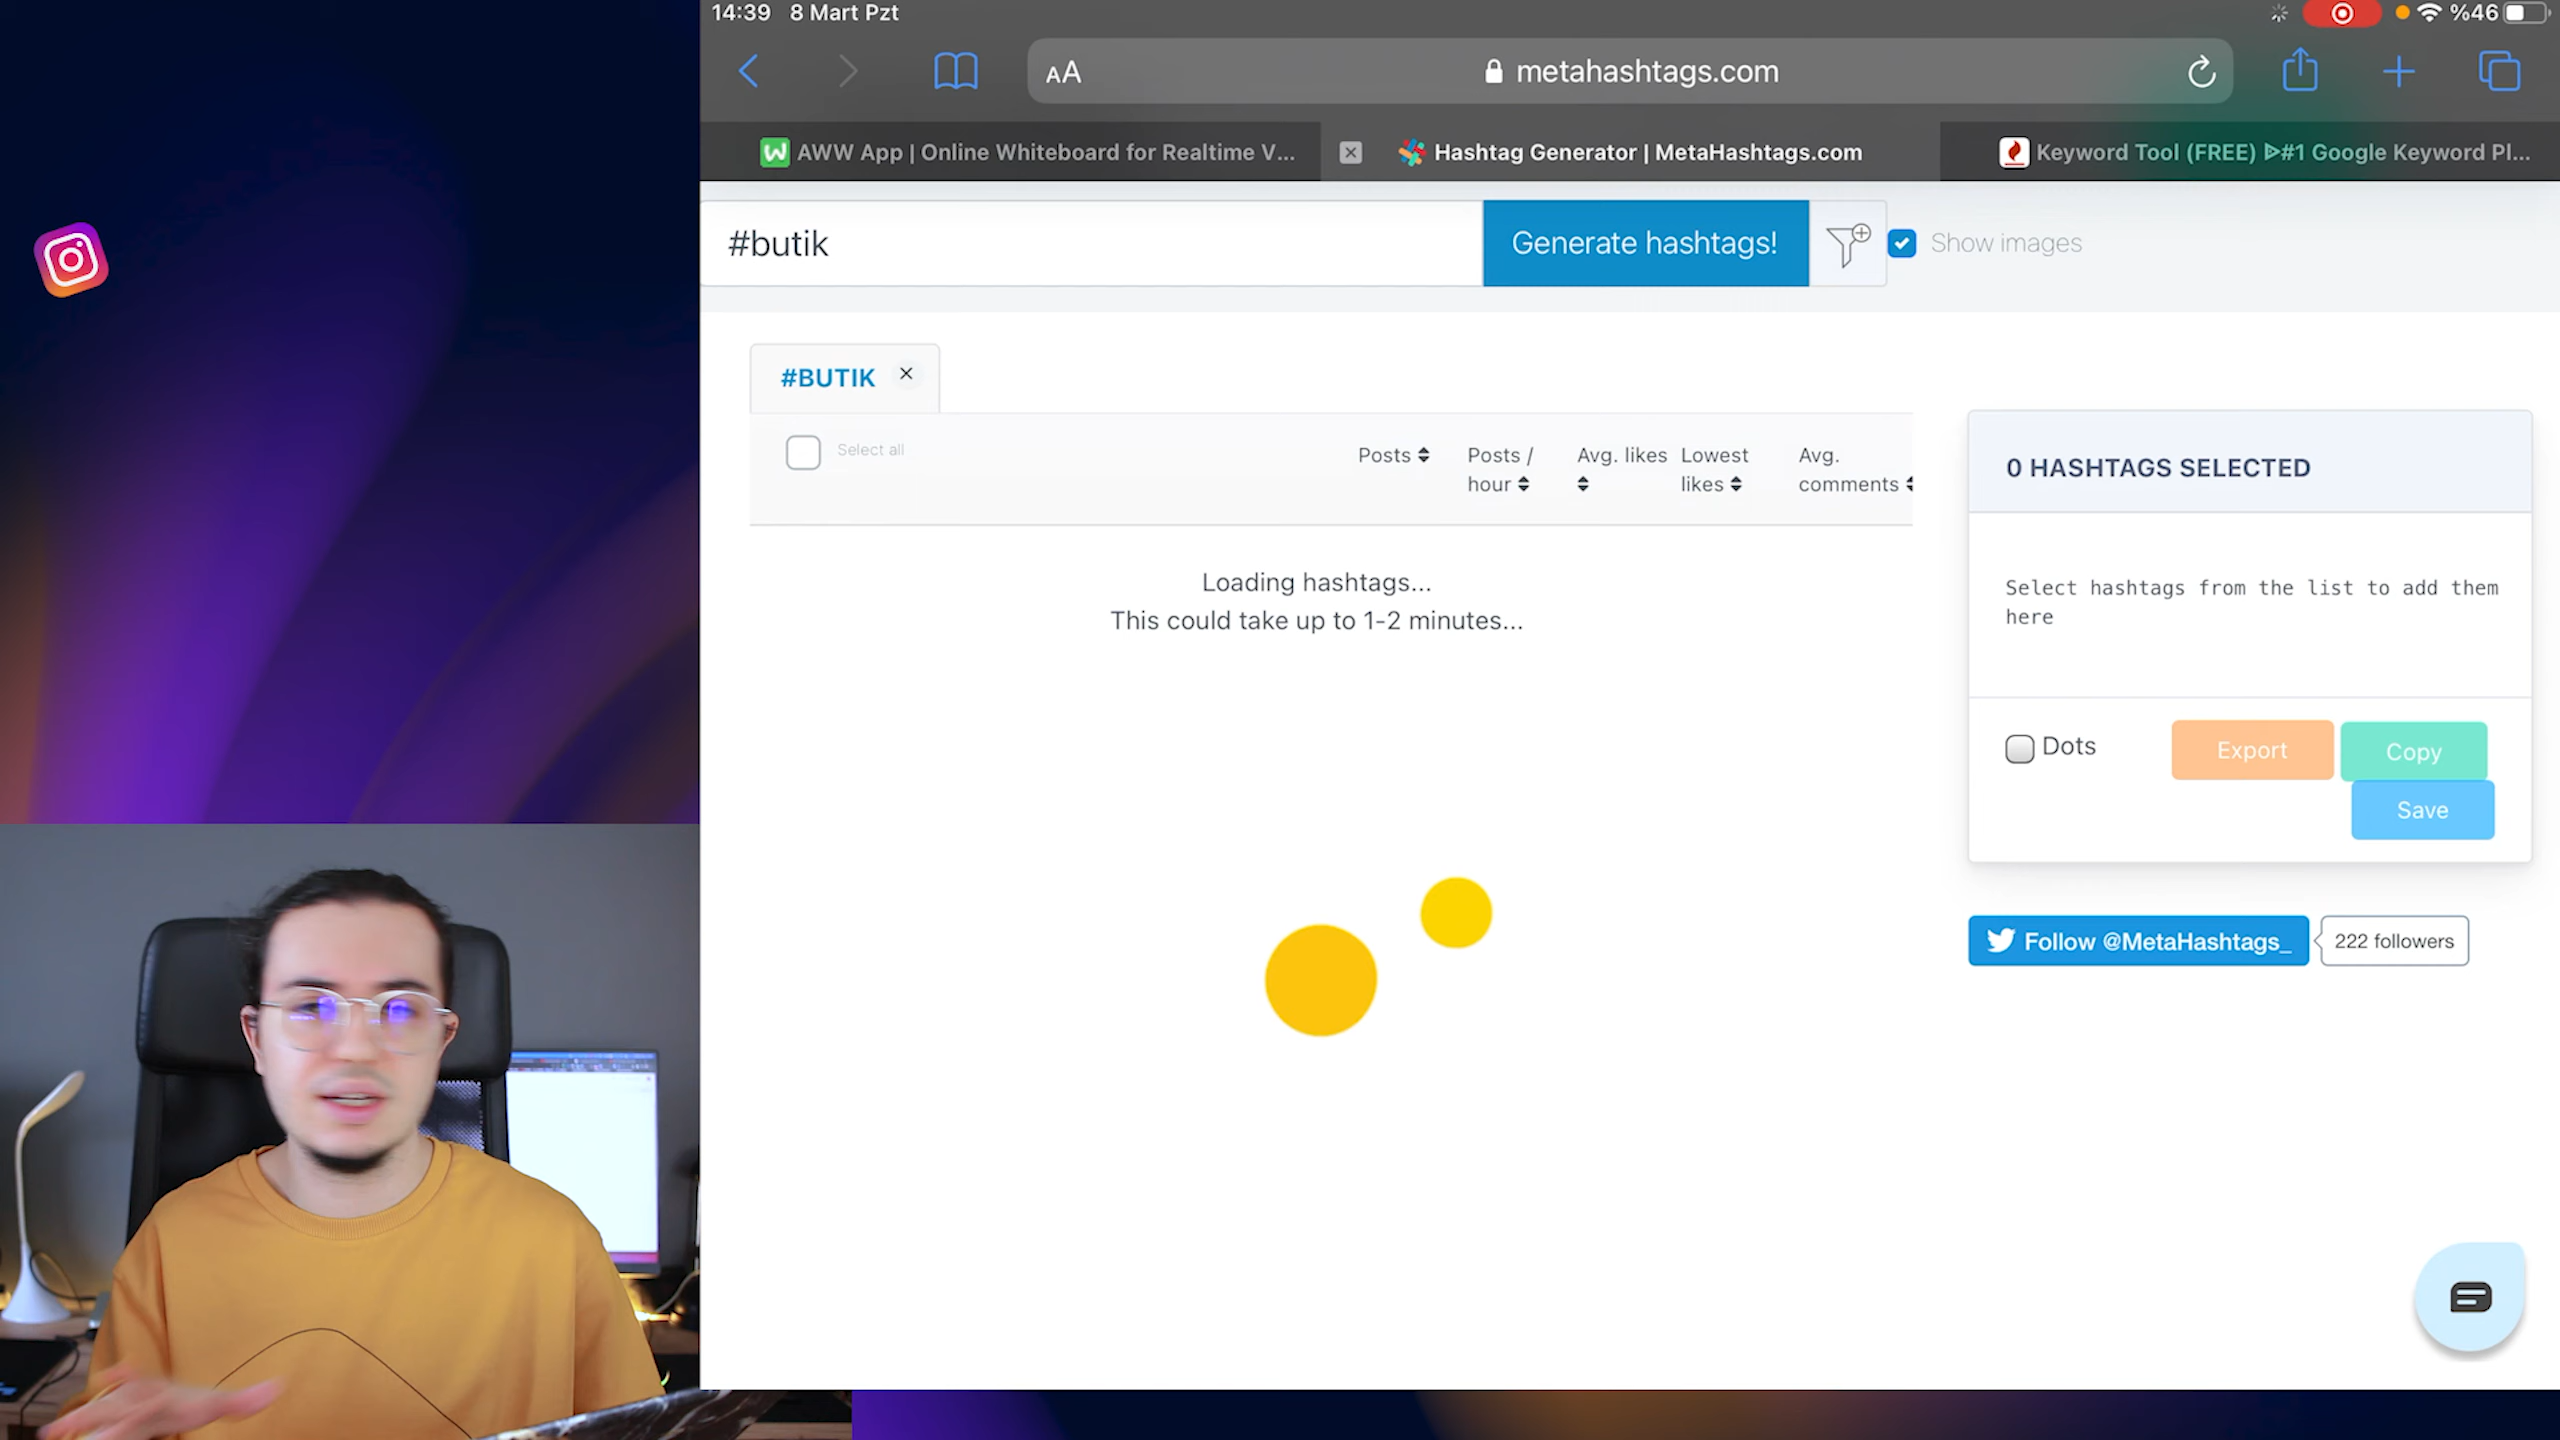 14:39 8 Mart Pzt
%46
AA
metahashtags.com
AWW App | Online Whiteboard for Realtime V...
Hashtag Generator | MetaHashtags.com
Keyword Tool (FREE) ᐈ#1 Google Keyword Pl...
#butik
Generate hashtags!
Show images
#BUTIK
Select all
Posts
Posts /
hour
Avg. likes
Lowest
likes
Avg.
comments
Loading hashtags...
This could take up to 1-2 minutes...
0 HASHTAGS SELECTED
Select hashtags from the list to add them
here
Dots
Export
Copy
Save
Follow @MetaHashtags_
222 followers